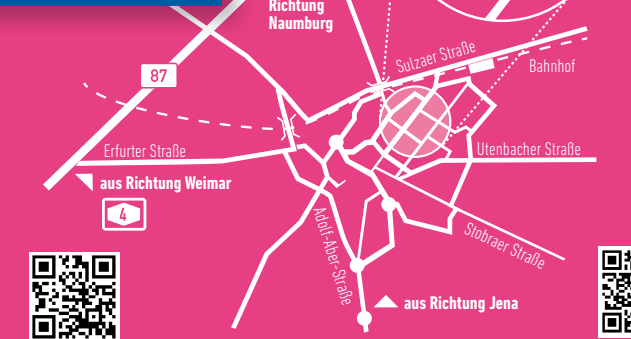 Richtung
Naumburg
Sulzaer Straße
Bahnhof
87
Erfurter Straße
Utenbacher Straße
aus Richtung Weimar
4
Adolf-Aber-Straße
Stobraer Straße
aus Richtung Jena